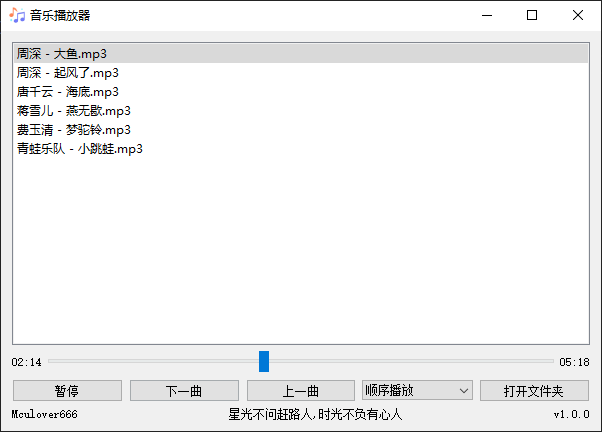 音乐播放器
周深 - 大鱼.mp3
周深 - 起风了.mp3
唐千云 - 海底.mp3
蒋雪儿 - 燕无歇.mp3
费玉清 - 梦驼铃.mp3
青蛙乐队 - 小跳蛙.mp3
02:14 05:18
暂停 下一曲 上一曲 顺序播放 打开文件夹
Mculover666 星光不问赶路人,时光不负有心人 v1.0.0